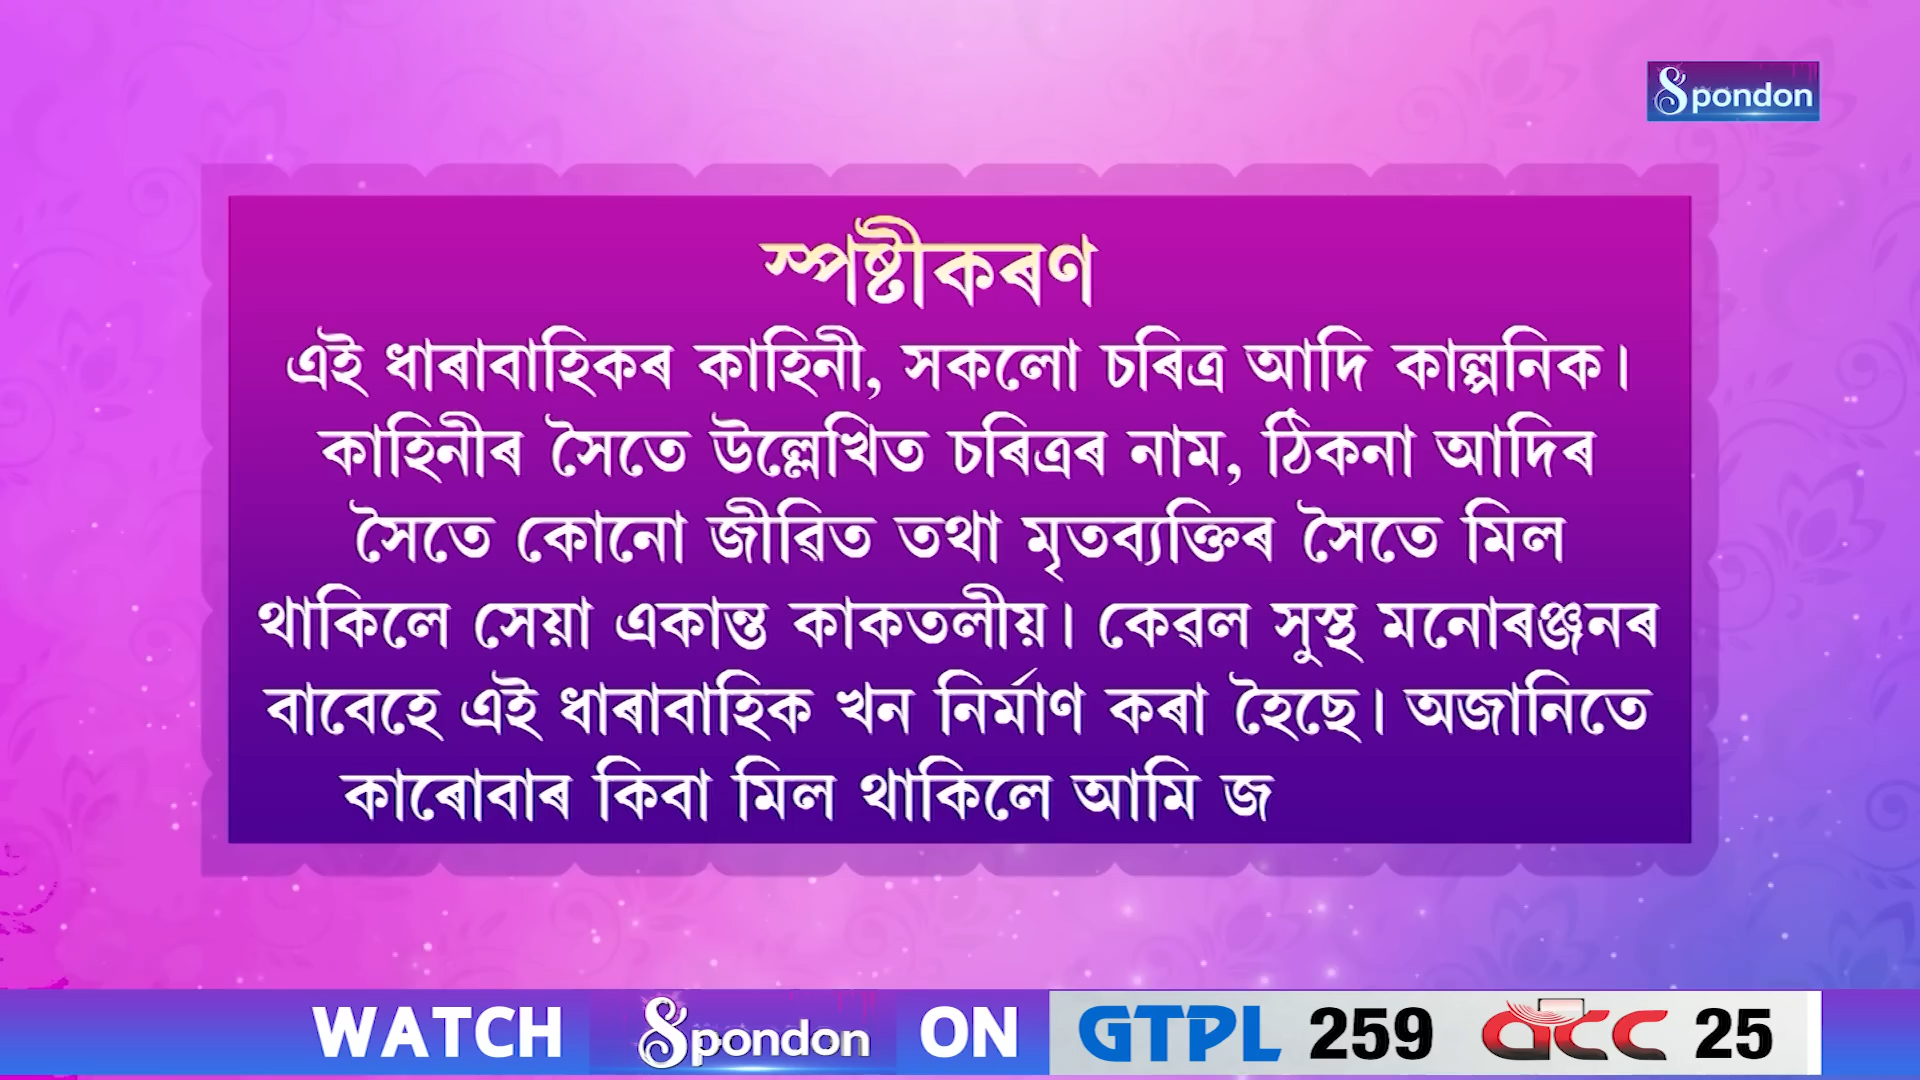 Spondon
স্পষ্টীকৰণ
এই ধাৰাবাহিকৰ কাহিনী, সকলো চৰিত্ৰ আদি কাল্পনিক।
কাহিনীৰ সৈতে উল্লেখিত চৰিত্ৰৰ নাম, ঠিকনা আদিৰ
সৈতে কোনো জীৱিত তথা মৃতব্যক্তিৰ সৈতে মিল
থাকিলে সেয়া একান্ত কাকতলীয়। কেৱল সুস্থ মনোৰঞ্জনৰ
বাবেহে এই ধাৰাবাহিক খন নিৰ্মাণ কৰা হৈছে। অজানিতে
কাৰোবাৰ কিবা মিল থাকিলে আমি জ
WATCH Spondon ON GTPL 259 acc 25